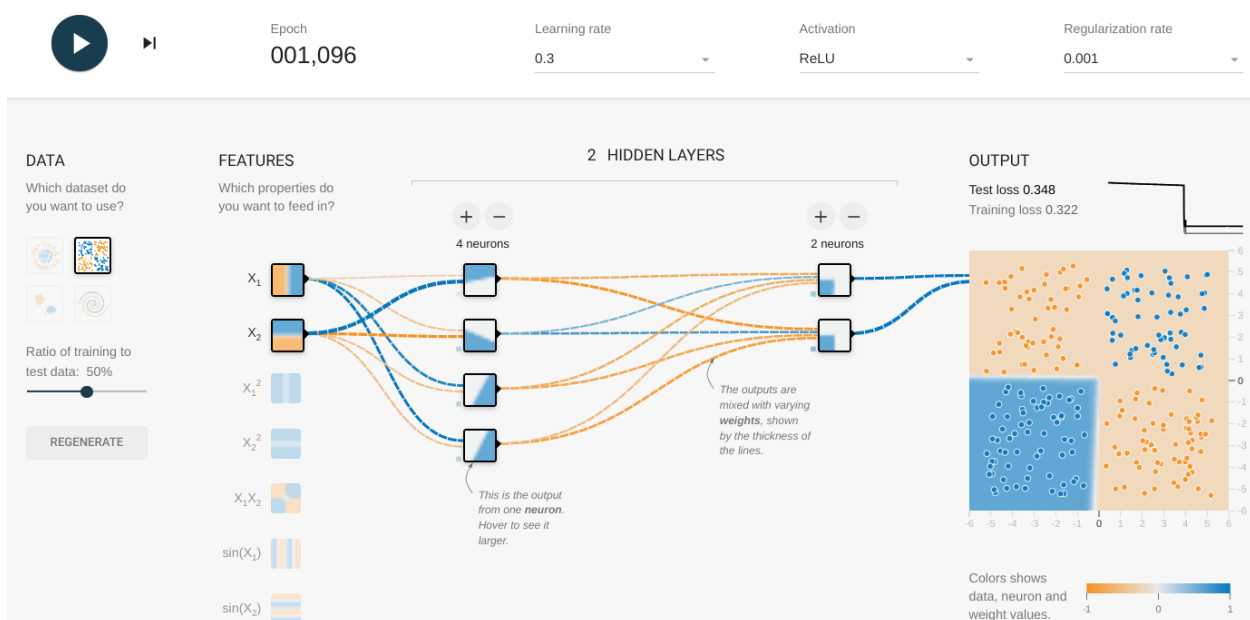 Epoch
001,096
Learning rate
0.3
Activation
ReLU
Regularization rate
0.001
DATA
Which dataset do
you want to use?
Ratio of training to
test data: 50%
REGENERATE
FEATURES
Which properties do
you want to feed in?
X1
X2
X1²
X2²
X1X2
sin(X1)
sin(X2)
2 HIDDEN LAYERS
+ −
4 neurons
+ −
2 neurons
This is the output
from one neuron.
Hover to see it
larger.
The outputs are
mixed with varying
weights, shown
by the thickness of
the lines.
OUTPUT
Test loss 0.348
Training loss 0.322
6
5
4
3
2
1
0
-1
-2
-3
-4
-5
-6
-6 -5 -4 -3 -2 -1 0 1 2 3 4 5 6
Colors shows
data, neuron and
weight values.
-1 0 1